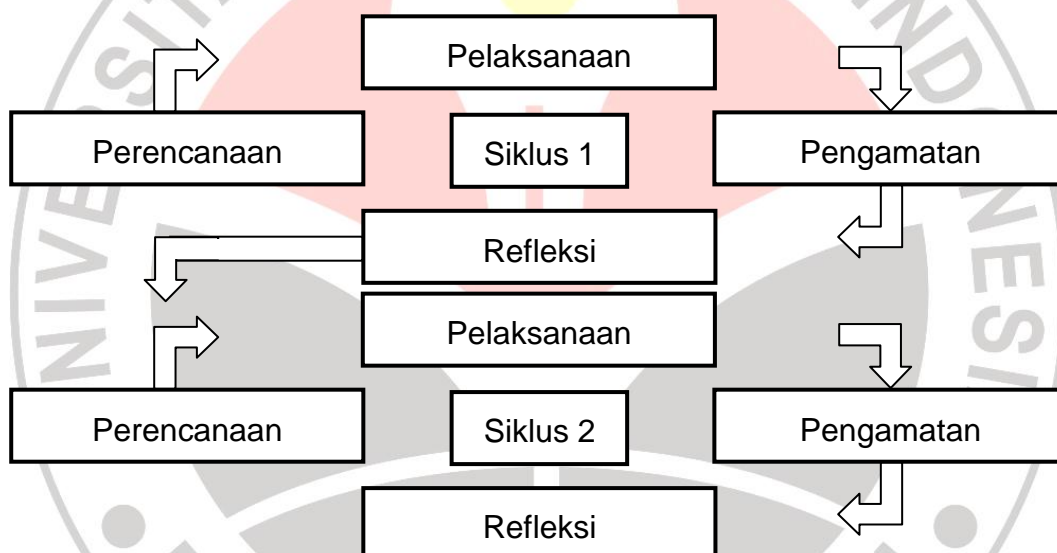 Pelaksanaan
Perencanaan
Siklus 1
Pengamatan
Refleksi
Pelaksanaan
Perencanaan
Siklus 2
Pengamatan
Refleksi